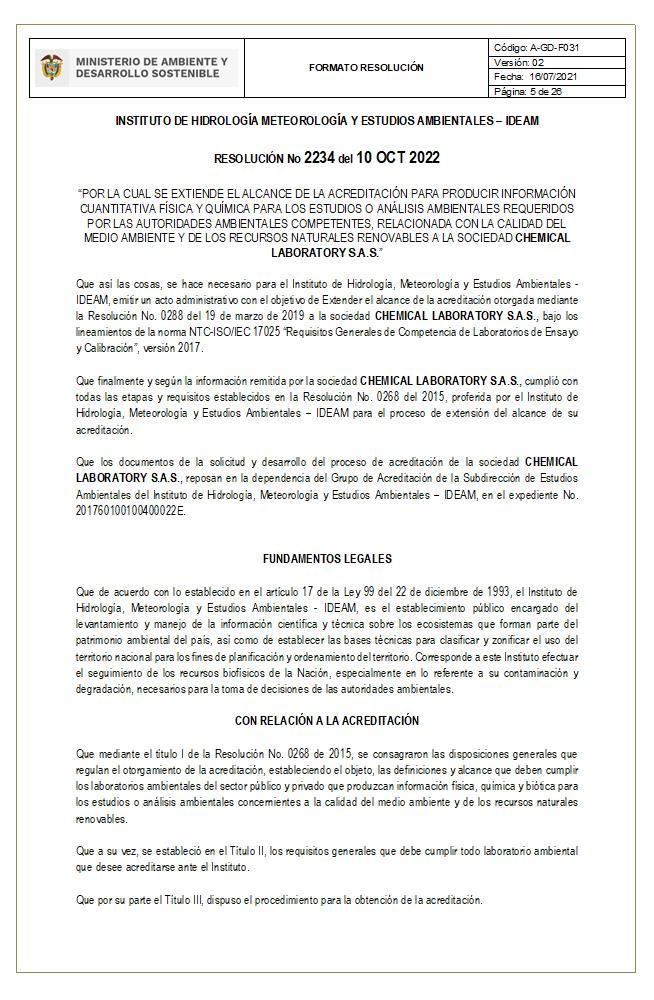 MINISTERIO DE AMBIENTE Y
DESARROLLO SOSTENIBLE
FORMATO RESOLUCIÓN
Código: A-GD-F031
Versión: 02
Fecha: 16/07/2021
Página: 5 de 26
INSTITUTO DE HIDROLOGÍA METEOROLOGÍA Y ESTUDIOS AMBIENTALES – IDEAM
RESOLUCIÓN No 2234 del 10 OCT 2022
“POR LA CUAL SE EXTIENDE EL ALCANCE DE LA ACREDITACIÓN PARA PRODUCIR INFORMACIÓN
CUANTITATIVA FÍSICA Y QUÍMICA PARA LOS ESTUDIOS O ANÁLISIS AMBIENTALES REQUERIDOS
POR LAS AUTORIDADES AMBIENTALES COMPETENTES, RELACIONADA CON LA CALIDAD DEL
MEDIO AMBIENTE Y DE LOS RECURSOS NATURALES RENOVABLES A LA SOCIEDAD CHEMICAL
LABORATORY S.A.S.”
Que así las cosas, se hace necesario para el Instituto de Hidrología, Meteorología y Estudios Ambientales -
IDEAM, emitir un acto administrativo con el objetivo de Extender el alcance de la acreditación otorgada mediante
la Resolución No. 0288 del 19 de marzo de 2019 a la sociedad CHEMICAL LABORATORY S.A.S., bajo los
lineamientos de la norma NTC-ISO/IEC 17025 “Requisitos Generales de Competencia de Laboratorios de Ensayo
y Calibración”, versión 2017.
Que finalmente y según la información remitida por la sociedad CHEMICAL LABORATORY S.A.S., cumplió con
todas las etapas y requisitos establecidos en la Resolución No. 0268 del 2015, proferida por el Instituto de
Hidrología, Meteorología y Estudios Ambientales – IDEAM para el proceso de extensión del alcance de su
acreditación.
Que los documentos de la solicitud y desarrollo del proceso de acreditación de la sociedad CHEMICAL
LABORATORY S.A.S., reposan en la dependencia del Grupo de Acreditación de la Subdirección de Estudios
Ambientales del Instituto de Hidrología, Meteorología y Estudios Ambientales – IDEAM, en el expediente No.
201760100100400022E.
FUNDAMENTOS LEGALES
Que de acuerdo con lo establecido en el artículo 17 de la Ley 99 del 22 de diciembre de 1993, el Instituto de
Hidrología, Meteorología y Estudios Ambientales - IDEAM, es el establecimiento público encargado del
levantamiento y manejo de la información científica y técnica sobre los ecosistemas que forman parte del
patrimonio ambiental del país, así como de establecer las bases técnicas para clasificar y zonificar el uso del
territorio nacional para los fines de planificación y ordenamiento del territorio. Corresponde a este Instituto efectuar
el seguimiento de los recursos biofísicos de la Nación, especialmente en lo referente a su contaminación y
degradación, necesarios para la toma de decisiones de las autoridades ambientales.
CON RELACIÓN A LA ACREDITACIÓN
Que mediante el título I de la Resolución No. 0268 de 2015, se consagraron las disposiciones generales que
regulan el otorgamiento de la acreditación, estableciendo el objeto, las definiciones y alcance que deben cumplir
los laboratorios ambientales del sector público y privado que produzcan información física, química y biótica para
los estudios o análisis ambientales concernientes a la calidad del medio ambiente y de los recursos naturales
renovables.
Que a su vez, se estableció en el Título II, los requisitos generales que debe cumplir todo laboratorio ambiental
que desee acreditarse ante el Instituto.
Que por su parte el Título III, dispuso el procedimiento para la obtención de la acreditación.